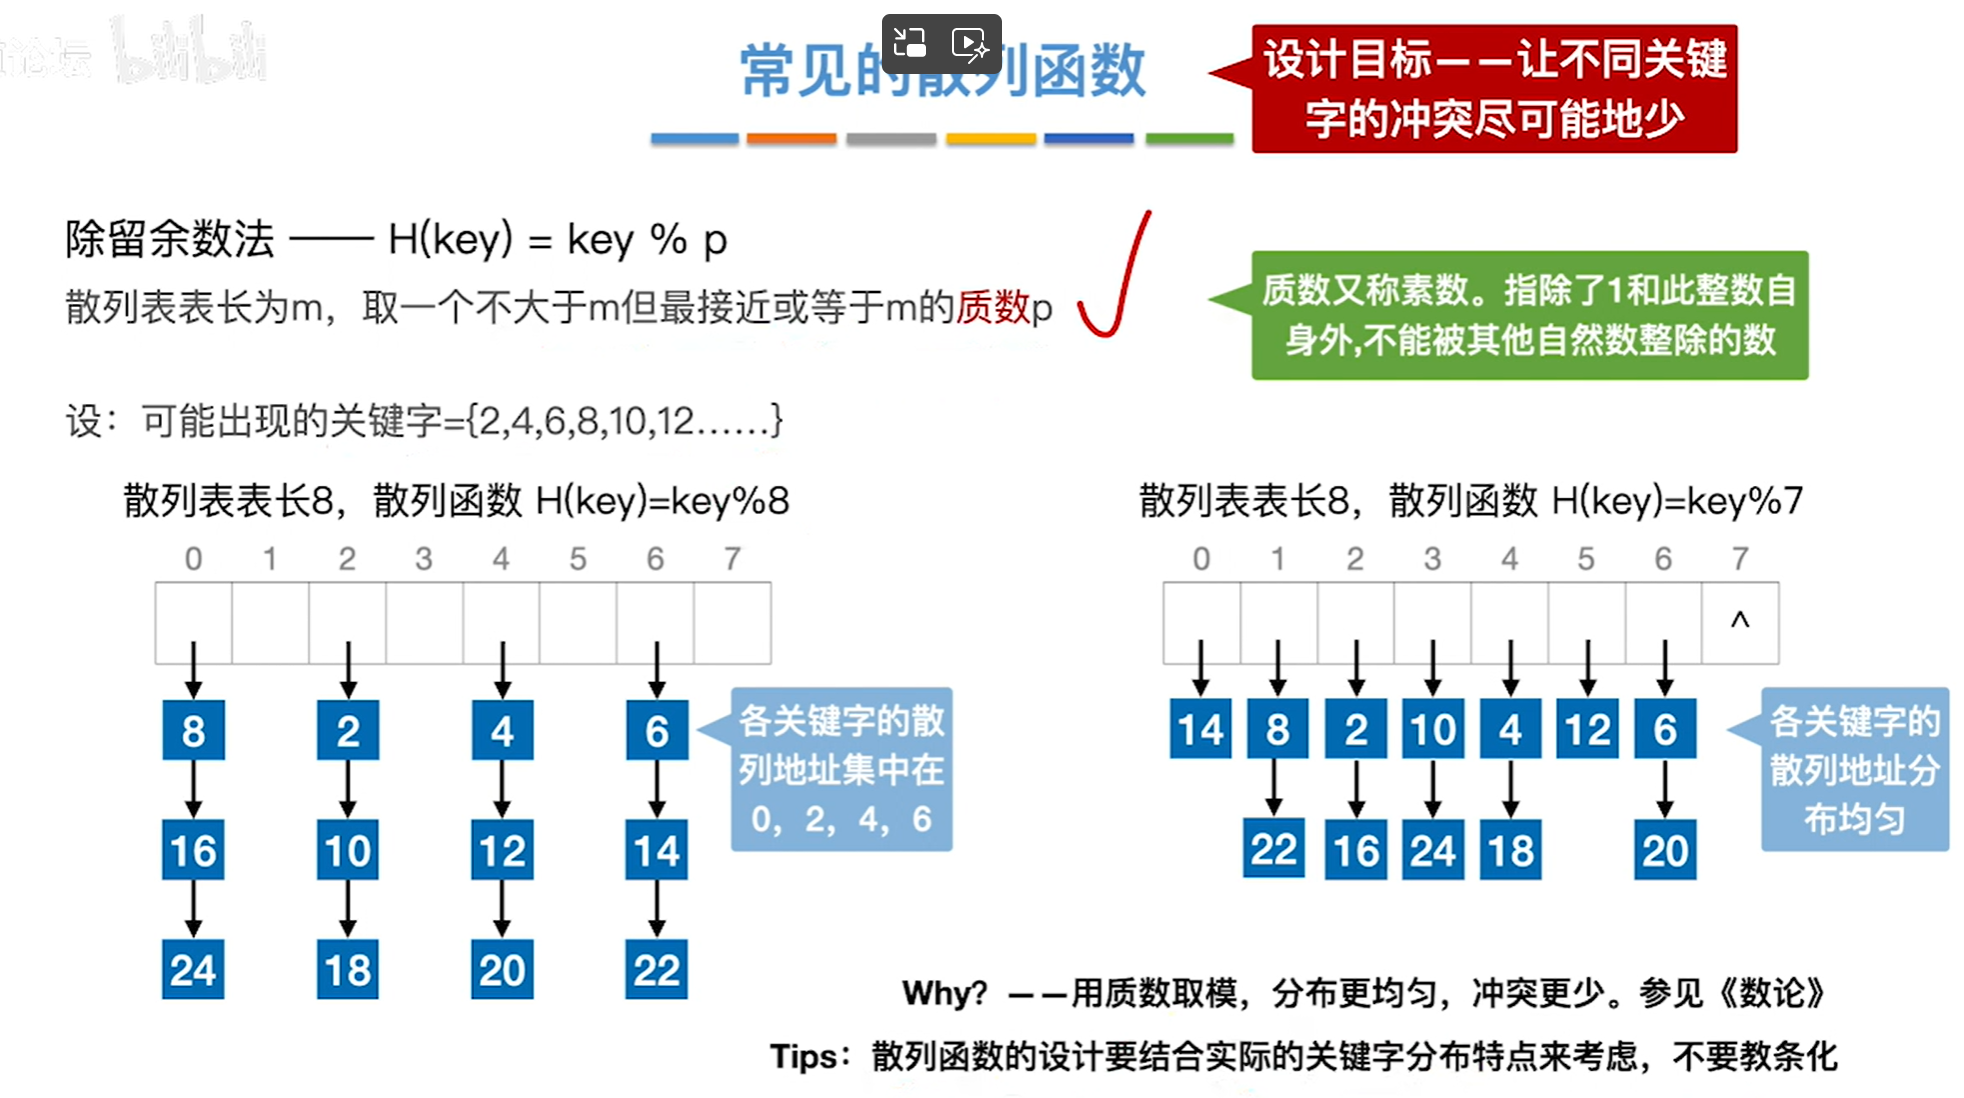 论坛 bilibili
常见的散列函数
设计目标——让不同关键
字的冲突尽可能地少
除留余数法 —— H(key) = key % p
散列表表长为m，取一个不大于m但最接近或等于m的质数p
质数又称素数。指除了1和此整数自
身外,不能被其他自然数整除的数
设：可能出现的关键字={2,4,6,8,10,12……}
散列表表长8，散列函数 H(key)=key%8
0 1 2 3 4 5 6 7
8 2 4 6
16 10 12 14
24 18 20 22
各关键字的散
列地址集中在
0，2，4，6
散列表表长8，散列函数 H(key)=key%7
0 1 2 3 4 5 6 7
^
14 8 2 10 4 12 6
22 16 24 18 20
各关键字的
散列地址分
布均匀
Why？——用质数取模，分布更均匀，冲突更少。参见《数论》
Tips：散列函数的设计要结合实际的关键字分布特点来考虑，不要教条化